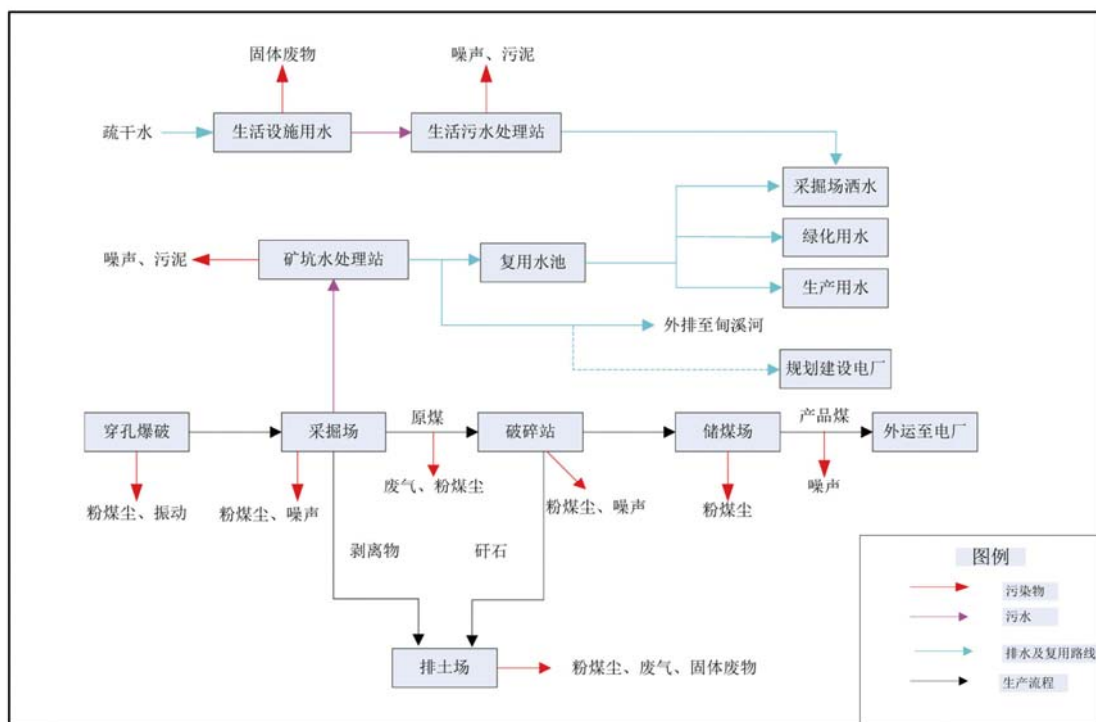 固体废物
噪声、污泥
疏干水
生活设施用水
生活污水处理站
采掘场洒水
绿化用水
生产用水
噪声、污泥
矿坑水处理站
复用水池
外排至甸溪河
规划建设电厂
穿孔爆破
采掘场
原煤
破碎站
储煤场
产品煤
外运至电厂
废气、粉煤尘
噪声
粉煤尘、振动
粉煤尘、噪声
粉煤尘、噪声
粉煤尘
剥离物
矸石
排土场
粉煤尘、废气、固体废物
图例
污染物
污水
排水及复用路线
生产流程